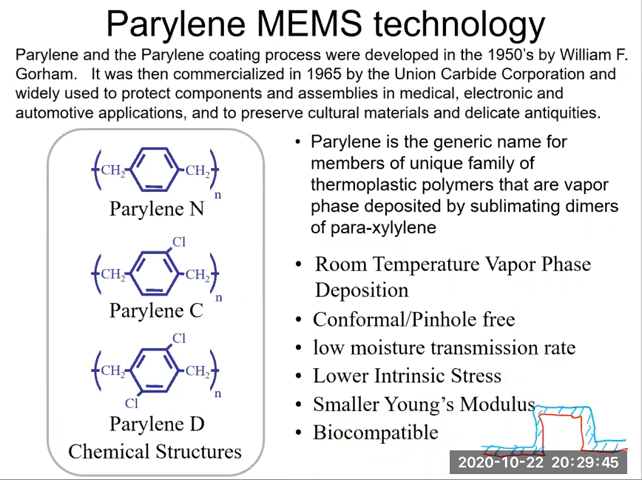 Parylene MEMS technology
Parylene and the Parylene coating process were developed in the 1950's by William F.
Gorham. It was then commercialized in 1965 by the Union Carbide Corporation and
widely used to protect components and assemblies in medical, electronic and
automotive applications, and to preserve cultural materials and delicate antiquities.
CH2
CH2
n
Parylene N
Cl
CH2
CH2
n
Parylene C
Cl
CH2
CH2
n
Cl
Parylene D
Chemical Structures
• Parylene is the generic name for
members of unique family of
thermoplastic polymers that are vapor
phase deposited by sublimating dimers
of para-xylylene
• Room Temperature Vapor Phase
Deposition
• Conformal/Pinhole free
• low moisture transmission rate
• Lower Intrinsic Stress
• Smaller Young's Modulus
• Biocompatible
2020-10-22 20:29:45